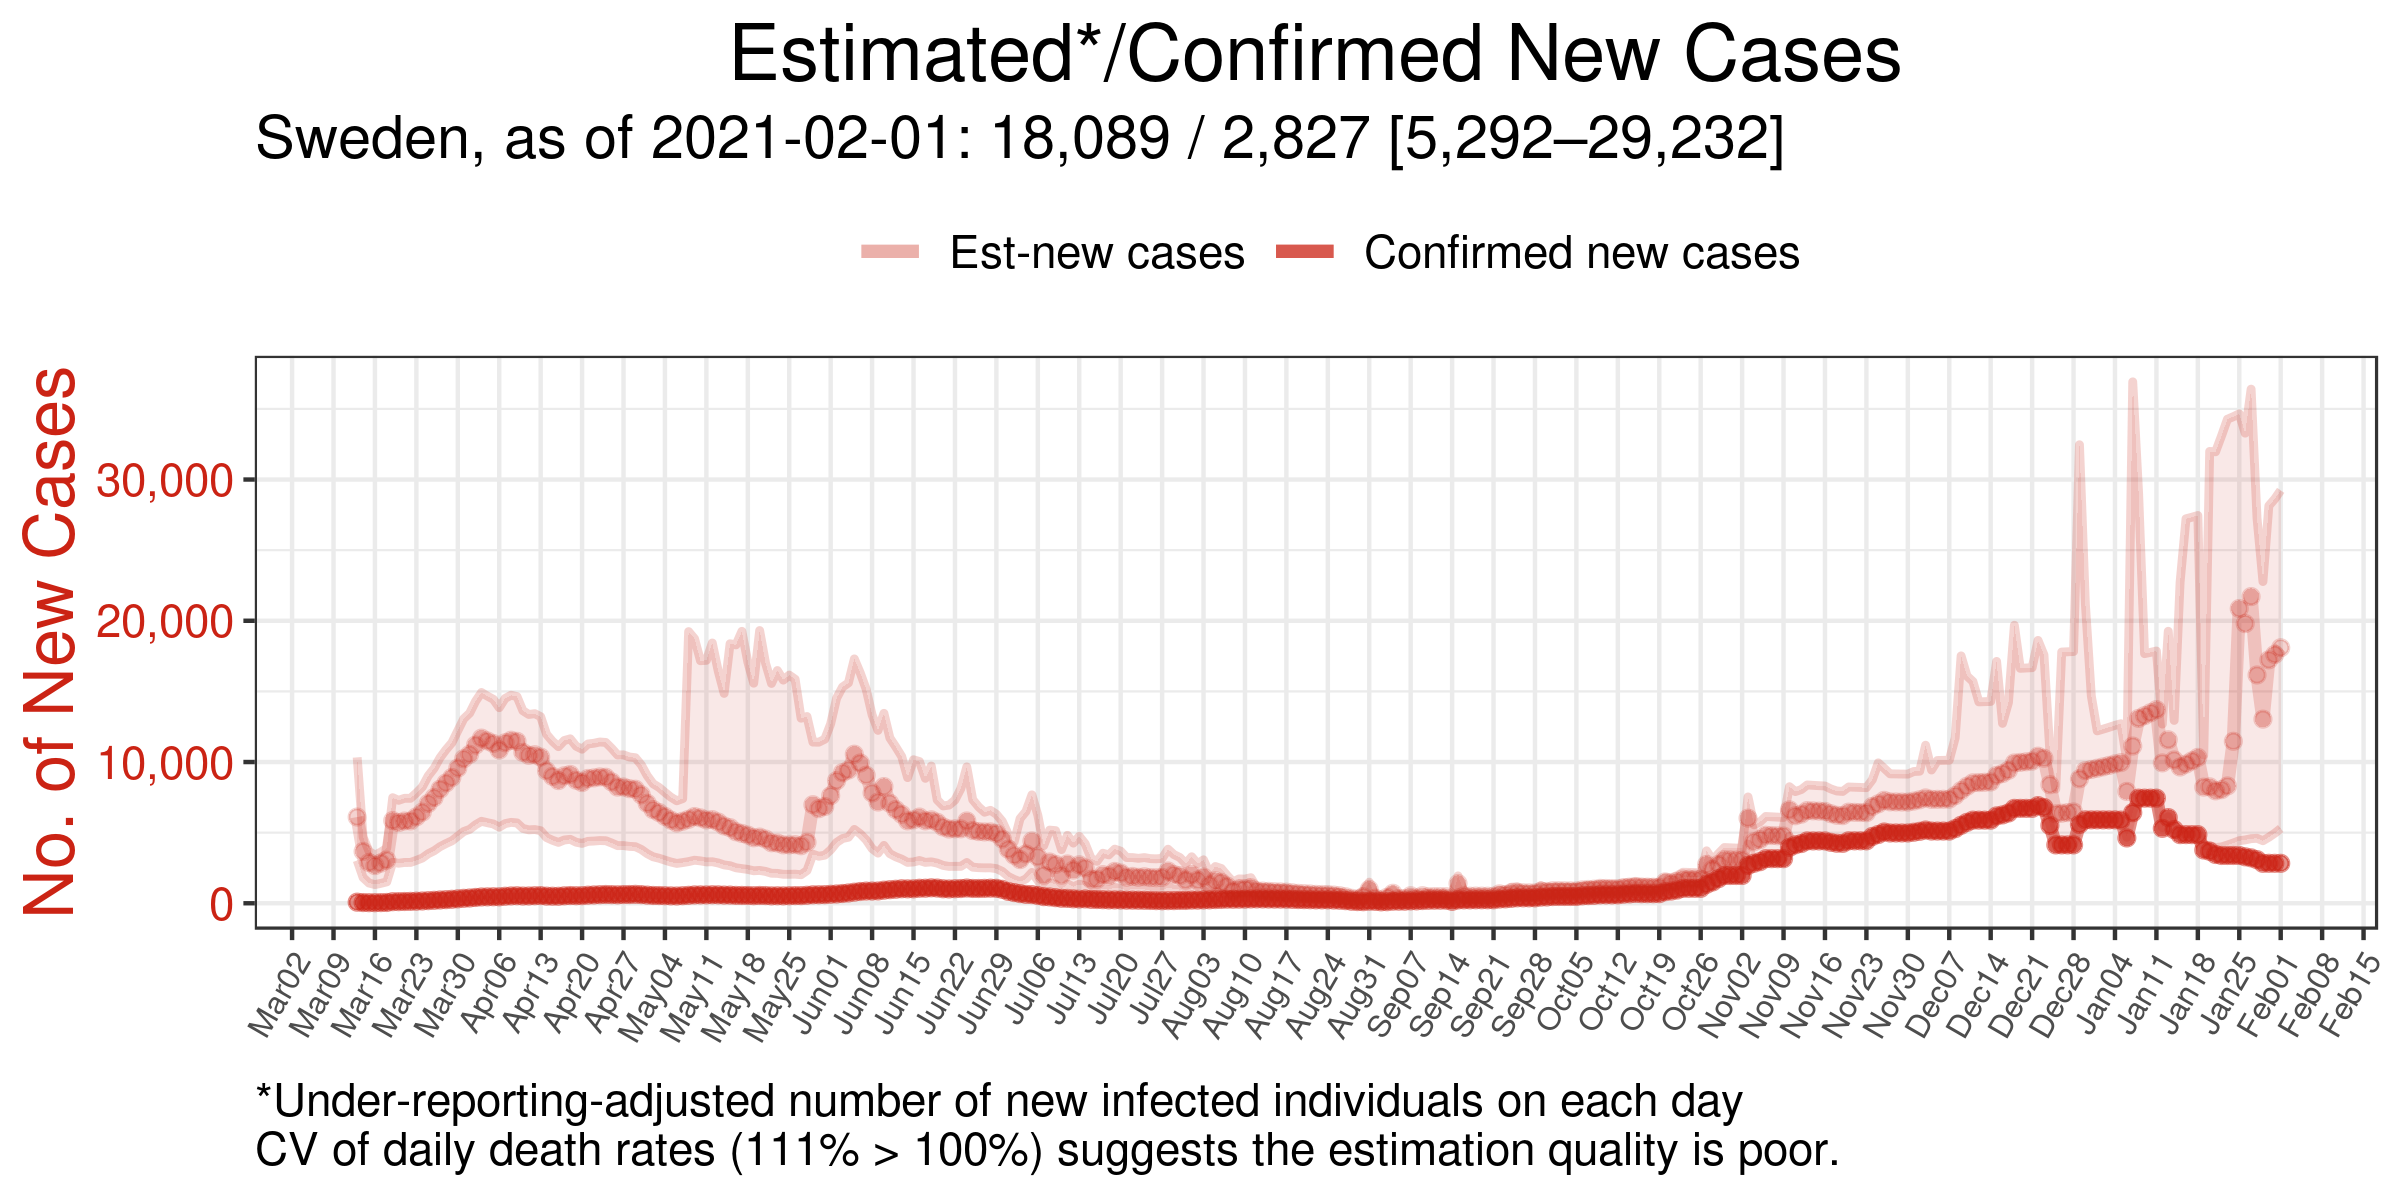 Estimated*/Confirmed New Cases
Sweden, as of 2021-02-01: 18,089 / 2,827 [5,292–29,232]
Est-new cases
Confirmed new cases
No. of New Cases
30,000
20,000
10,000
0
Mar02
Mar09
Mar16
Mar23
Mar30
Apr06
Apr13
Apr20
Apr27
May04
May11
May18
May25
Jun01
Jun08
Jun15
Jun22
Jun29
Jul06
Jul13
Jul20
Jul27
Aug03
Aug10
Aug17
Aug24
Aug31
Sep07
Sep14
Sep21
Sep28
Oct05
Oct12
Oct19
Oct26
Nov02
Nov09
Nov16
Nov23
Nov30
Dec07
Dec14
Dec21
Dec28
Jan04
Jan11
Jan18
Jan25
Feb01
Feb08
Feb15
*Under-reporting-adjusted number of new infected individuals on each day
CV of daily death rates (111% > 100%) suggests the estimation quality is poor.